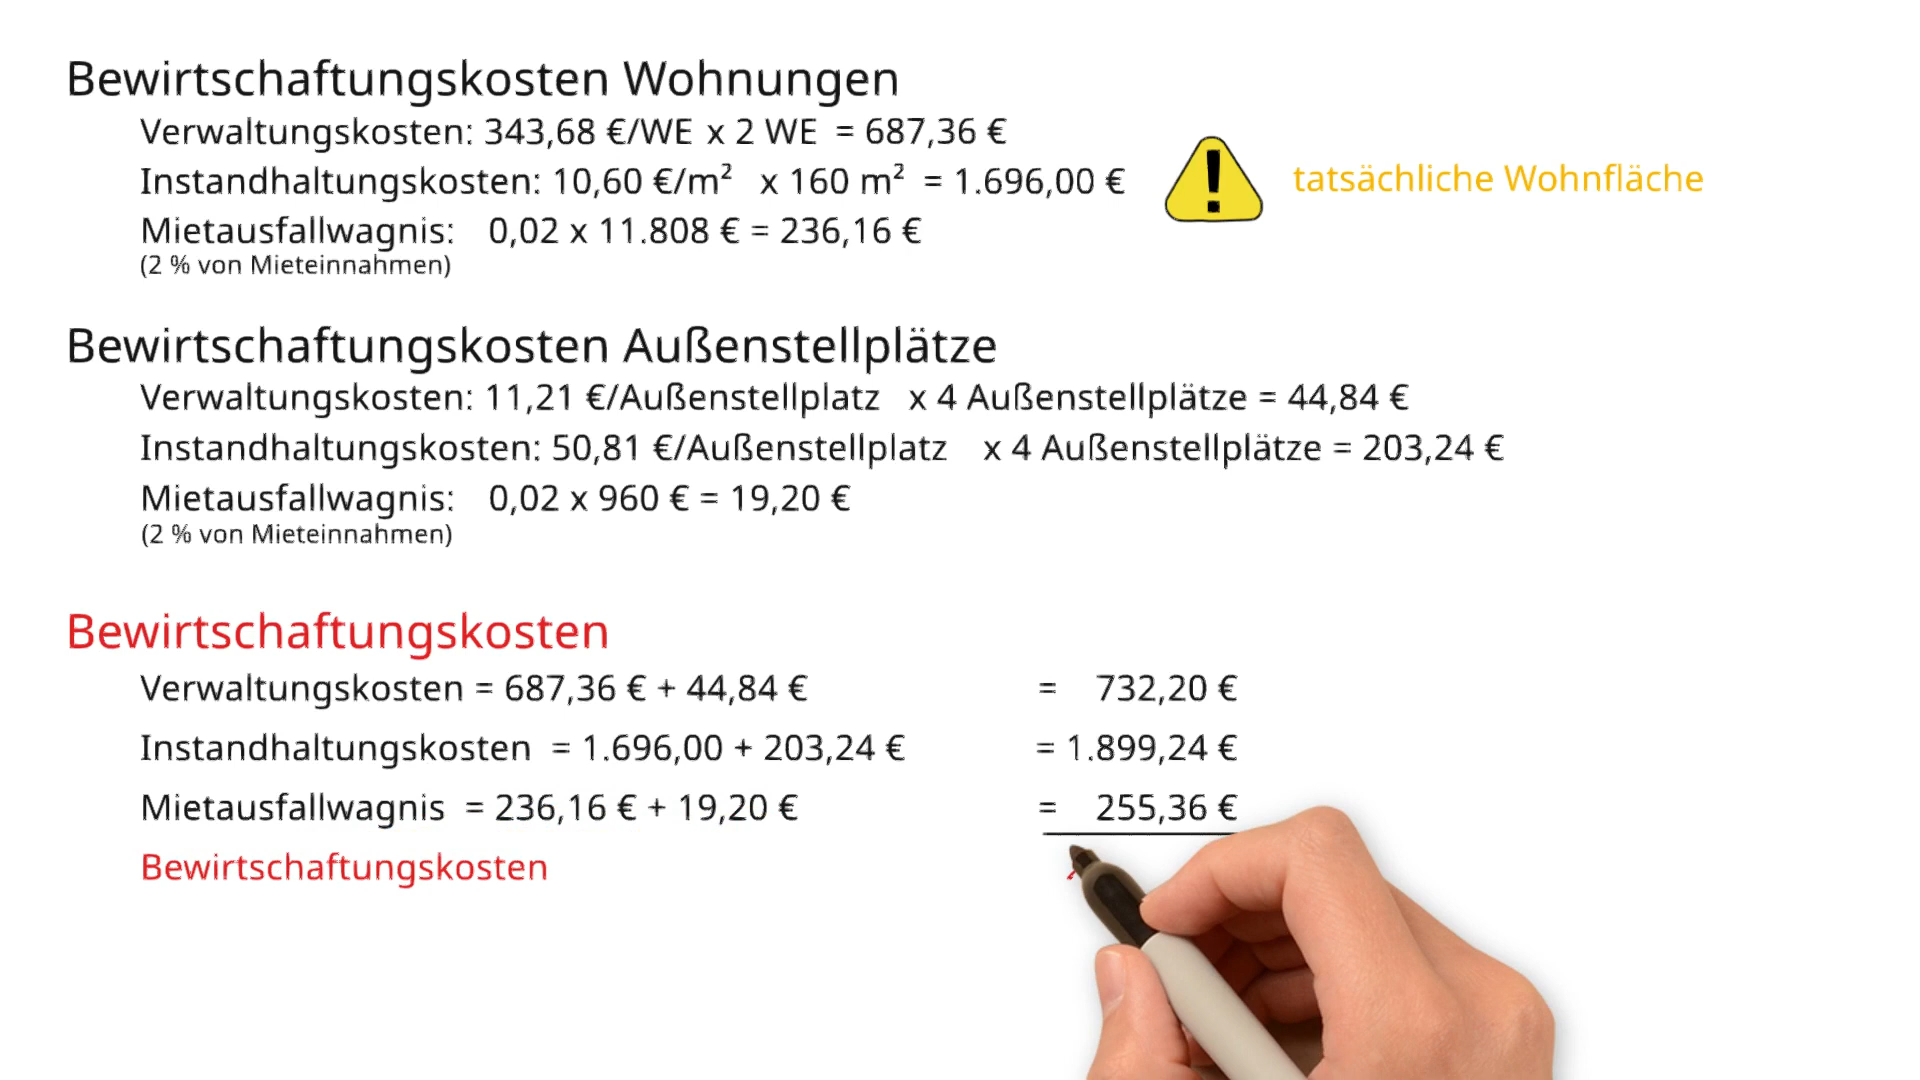 Bewirtschaftungskosten Wohnungen
Verwaltungskosten: 343,68 €/WE x 2 WE = 687,36 €
Instandhaltungskosten: 10,60 €/m² x 160 m² = 1.696,00 €
tatsächliche Wohnfläche
Mietausfallwagnis: 0,02 x 11.808 € = 236,16 €
(2 % von Mieteinnahmen)
Bewirtschaftungskosten Außenstellplätze
Verwaltungskosten: 11,21 €/Außenstellplatz x 4 Außenstellplätze = 44,84 €
Instandhaltungskosten: 50,81 €/Außenstellplatz x 4 Außenstellplätze = 203,24 €
Mietausfallwagnis: 0,02 x 960 € = 19,20 €
(2 % von Mieteinnahmen)
Bewirtschaftungskosten
Verwaltungskosten = 687,36 € + 44,84 € = 732,20 €
Instandhaltungskosten = 1.696,00 + 203,24 € = 1.899,24 €
Mietausfallwagnis = 236,16 € + 19,20 € = 255,36 €
Bewirtschaftungskosten